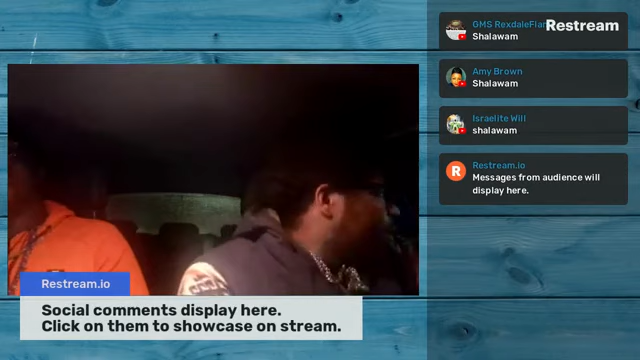 GMS RexdaleFla
Restream
Shalawam
Amy Brown
Shalawam
Israelite Will
shalawam
Restream.io
Messages from audience will
display here.
R
Restream.io
Social comments display here.
Click on them to showcase on stream.